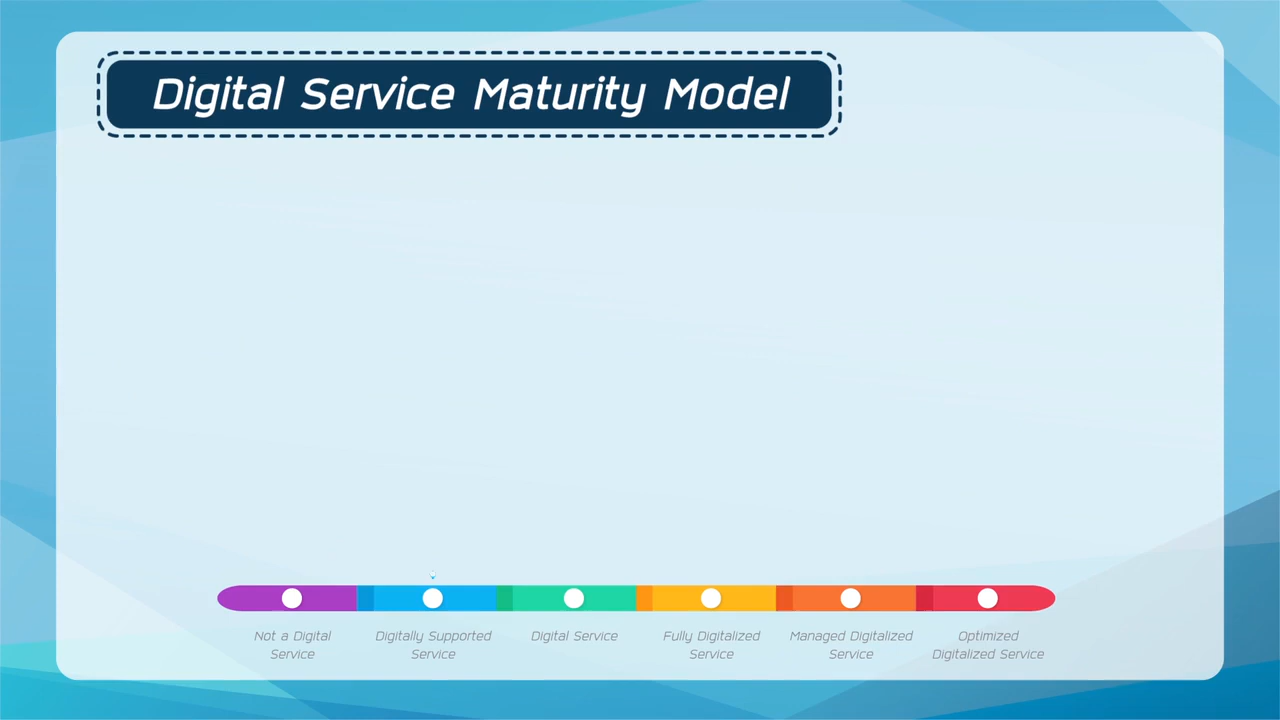 Digital Service Maturity Model
Not a Digital
Service
Digitally Supported
Service
Digital Service
Fully Digitalized
Service
Managed Digitalized
Service
Optimized
Digitalized Service